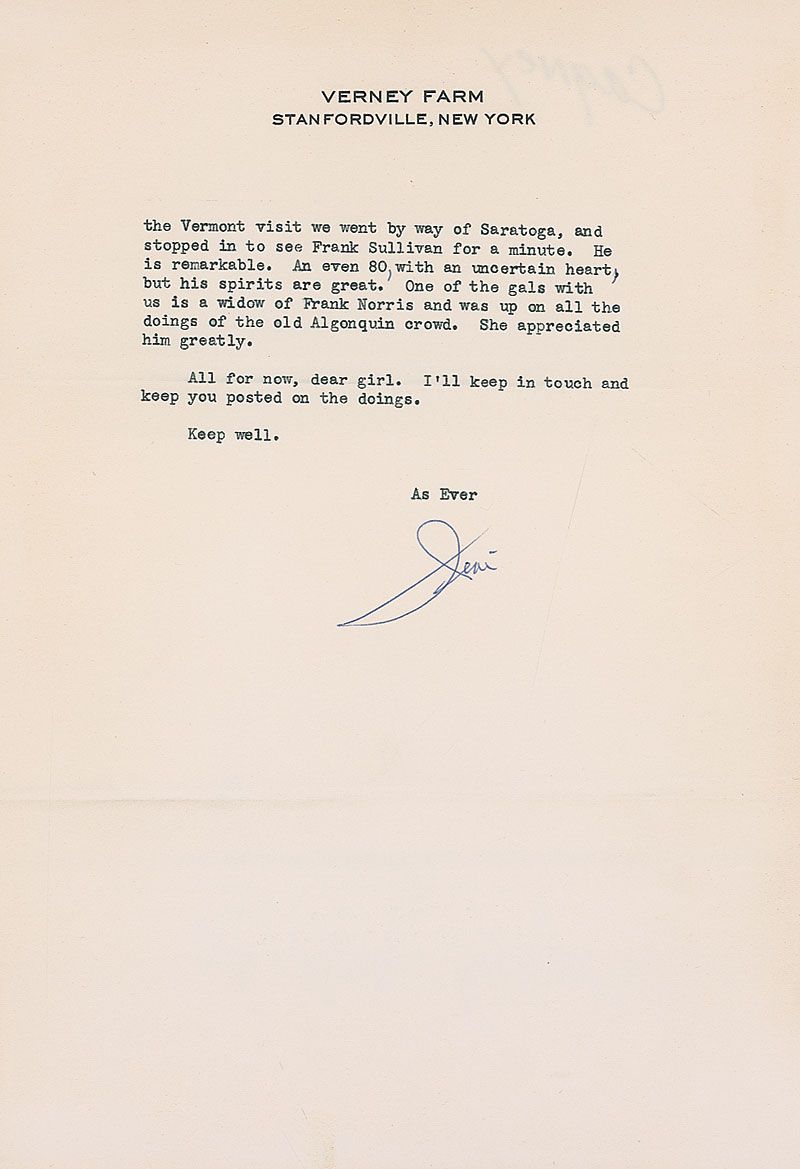 VERNEY FARM
STANFORDVILLE, NEW YORK
the Vermont visit we went by way of Saratoga, and
stopped in to see Frank Sullivan for a minute. He
is remarkable. An even 80, with an uncertain heart,
but his spirits are great. One of the gals with
us is a widow of Frank Norris and was up on all the
doings of the old Algonquin crowd. She appreciated
him greatly.
All for now, dear girl. I'll keep in touch and
keep you posted on the doings.
Keep well.
As Ever